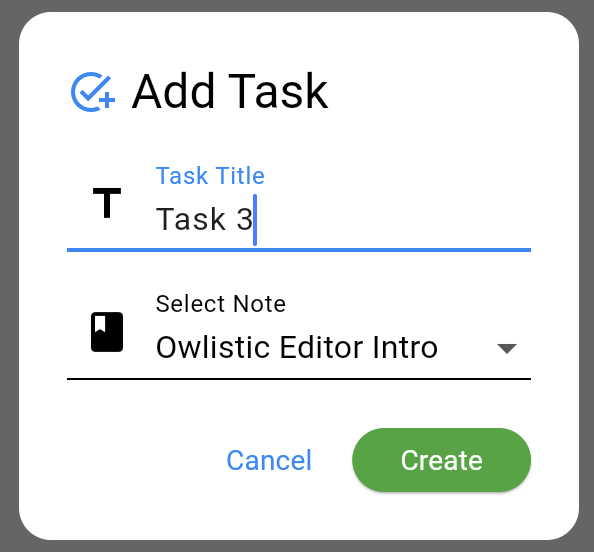 Add Task
Task Title
Task 3
Select Note
Owlistic Editor Intro
Cancel
Create